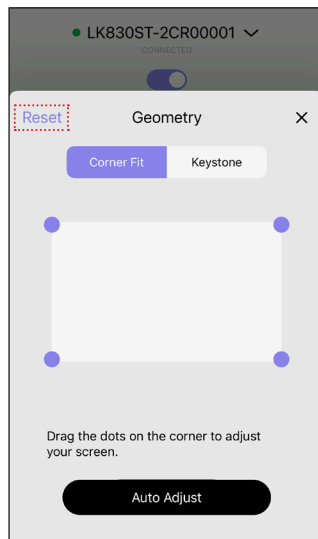 LK830ST-2CR00001
CONNECTED
Reset Geometry
Corner Fit Keystone
Drag the dots on the corner to adjust
your screen.
Auto Adjust